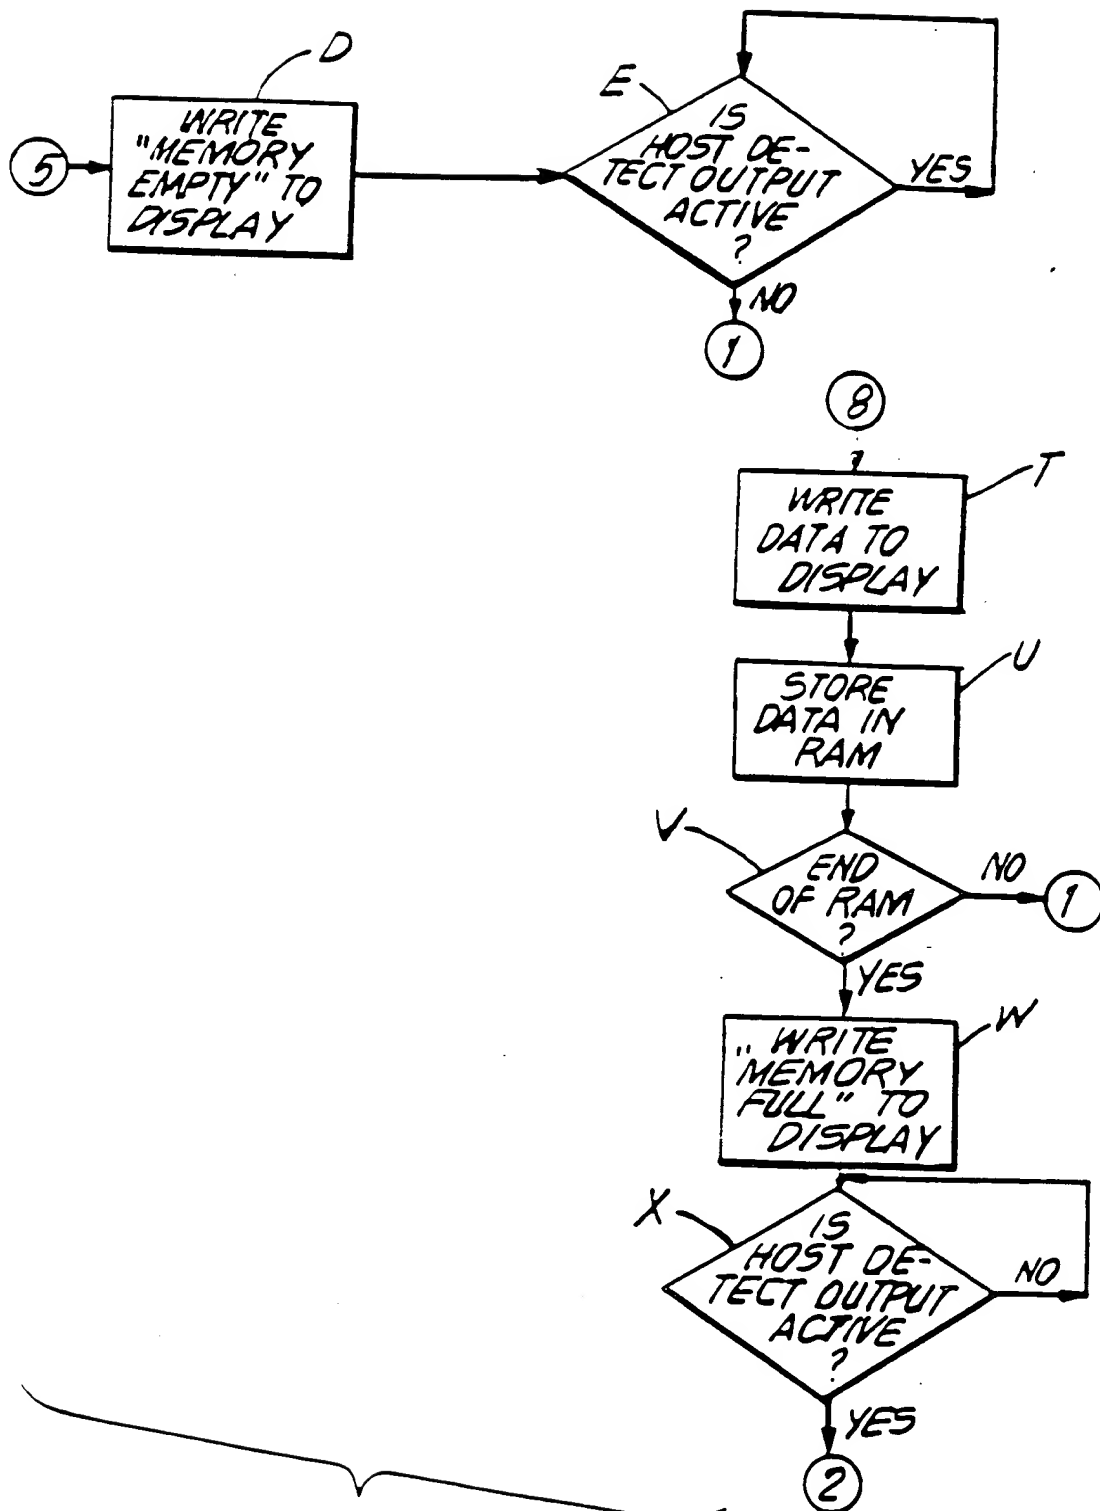 D
5
WRITE
"MEMORY
EMPTY" TO
DISPLAY
E
IS
HOST DE-
TECT OUTPUT
ACTIVE
?
YES
NO
1
8
T
WRITE
DATA TO
DISPLAY
U
STORE
DATA IN
RAM
V
END
OF RAM
?
NO
1
YES
W
" WRITE
MEMORY
FULL" TO
DISPLAY
X
IS
HOST DE-
TECT OUTPUT
ACTIVE
?
NO
YES
2